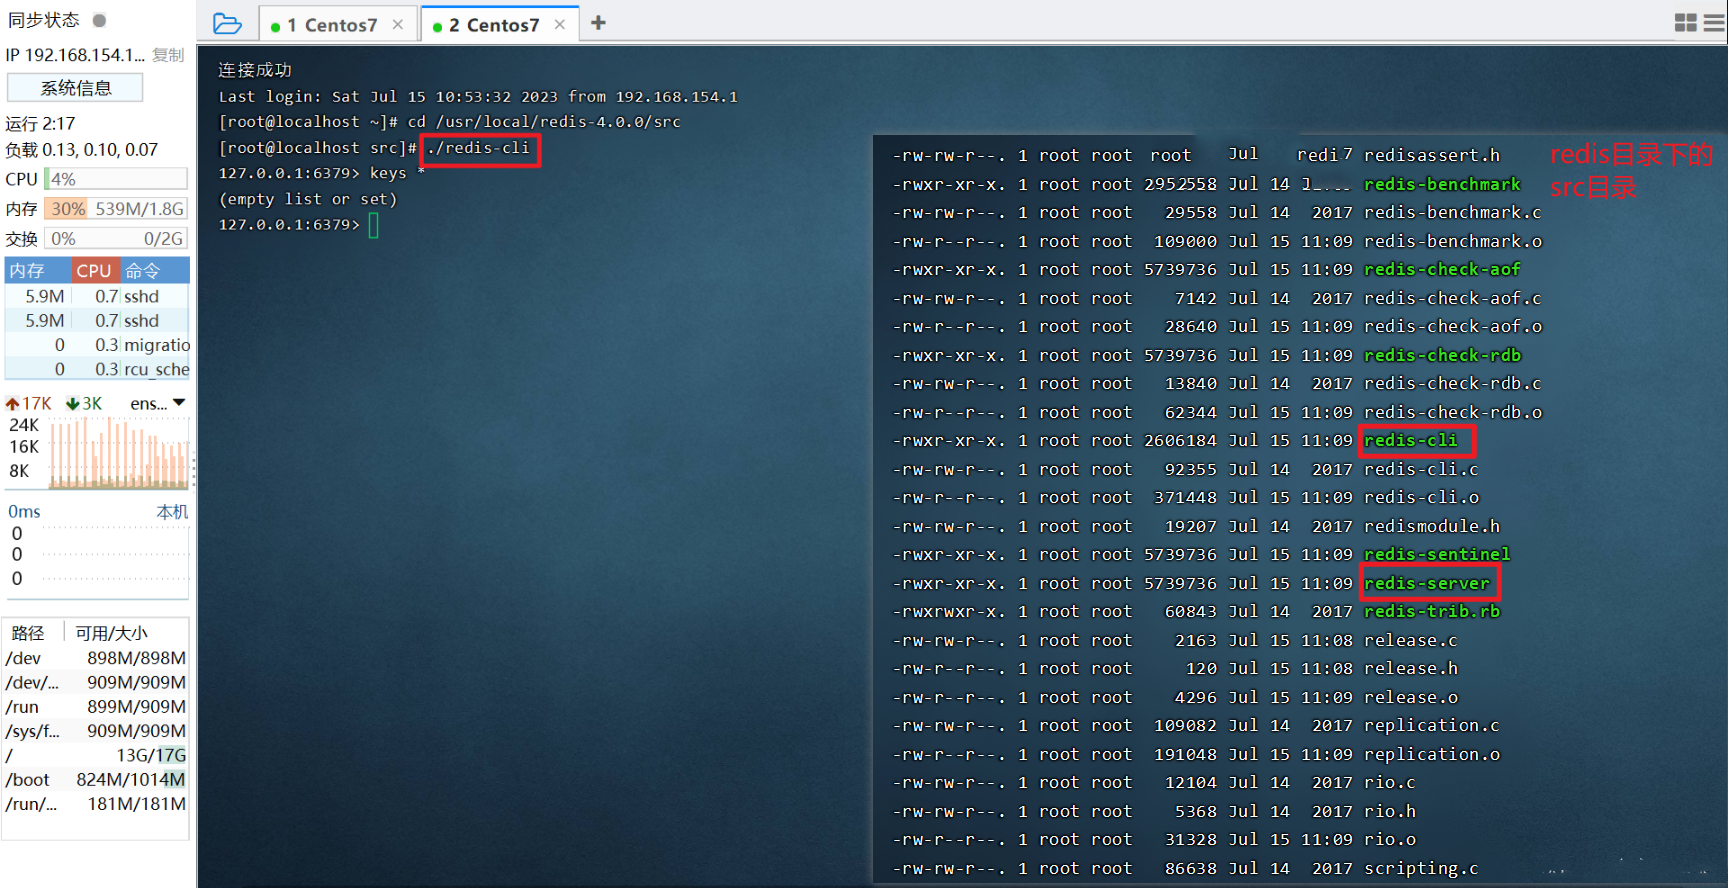 同步状态
IP 192.168.154.1... 复制
系统信息
运行 2:17
负载 0.13, 0.10, 0.07
CPU 4%
内存 30% 539M/1.8G
交换 0% 0/2G
内存 CPU 命令
5.9M 0.7 sshd
5.9M 0.7 sshd
0 0.3 migratio
0 0.3 rcu_sche
17K 3K ens...
24K
16K
8K
0ms 本机
0
0
0
路径 可用/大小
/dev 898M/898M
/dev/... 909M/909M
/run 899M/909M
/sys/f... 909M/909M
/ 13G/17G
/boot 824M/1014M
/run/... 181M/181M
1 Centos7 × 2 Centos7 × +
连接成功
Last login: Sat Jul 15 10:53:32 2023 from 192.168.154.1
[root@localhost ~]# cd /usr/local/redis-4.0.0/src
[root@localhost src]# ./redis-cli
127.0.0.1:6379> keys *
(empty list or set)
127.0.0.1:6379>
-rw-rw-r--. 1 root root root Jul redi7 redisassert.h
-rwxr-xr-x. 1 root root 2952558 Jul 14 redis-benchmark
-rw-rw-r--. 1 root root 29558 Jul 14 2017 redis-benchmark.c
-rw-r--r--. 1 root root 109000 Jul 15 11:09 redis-benchmark.o
-rwxr-xr-x. 1 root root 5739736 Jul 15 11:09 redis-check-aof
-rw-rw-r--. 1 root root 7142 Jul 14 2017 redis-check-aof.c
-rw-r--r--. 1 root root 28640 Jul 15 11:09 redis-check-aof.o
-rwxr-xr-x. 1 root root 5739736 Jul 15 11:09 redis-check-rdb
-rw-rw-r--. 1 root root 13840 Jul 14 2017 redis-check-rdb.c
-rw-r--r--. 1 root root 62344 Jul 15 11:09 redis-check-rdb.o
-rwxr-xr-x. 1 root root 2606184 Jul 15 11:09 redis-cli
-rw-rw-r--. 1 root root 92355 Jul 14 2017 redis-cli.c
-rw-r--r--. 1 root root 371448 Jul 15 11:09 redis-cli.o
-rw-rw-r--. 1 root root 19207 Jul 14 2017 redismodule.h
-rwxr-xr-x. 1 root root 5739736 Jul 15 11:09 redis-sentinel
-rwxr-xr-x. 1 root root 5739736 Jul 15 11:09 redis-server
-rwxrwxr-x. 1 root root 60843 Jul 14 2017 redis-trib.rb
-rw-rw-r--. 1 root root 2163 Jul 15 11:08 release.c
-rw-r--r--. 1 root root 120 Jul 15 11:08 release.h
-rw-r--r--. 1 root root 4296 Jul 15 11:09 release.o
-rw-rw-r--. 1 root root 109082 Jul 14 2017 replication.c
-rw-r--r--. 1 root root 191048 Jul 15 11:09 replication.o
-rw-rw-r--. 1 root root 12104 Jul 14 2017 rio.c
-rw-rw-r--. 1 root root 5368 Jul 14 2017 rio.h
-rw-r--r--. 1 root root 31328 Jul 15 11:09 rio.o
-rw-rw-r--. 1 root root 86638 Jul 14 2017 scripting.c
redis目录下的
src目录